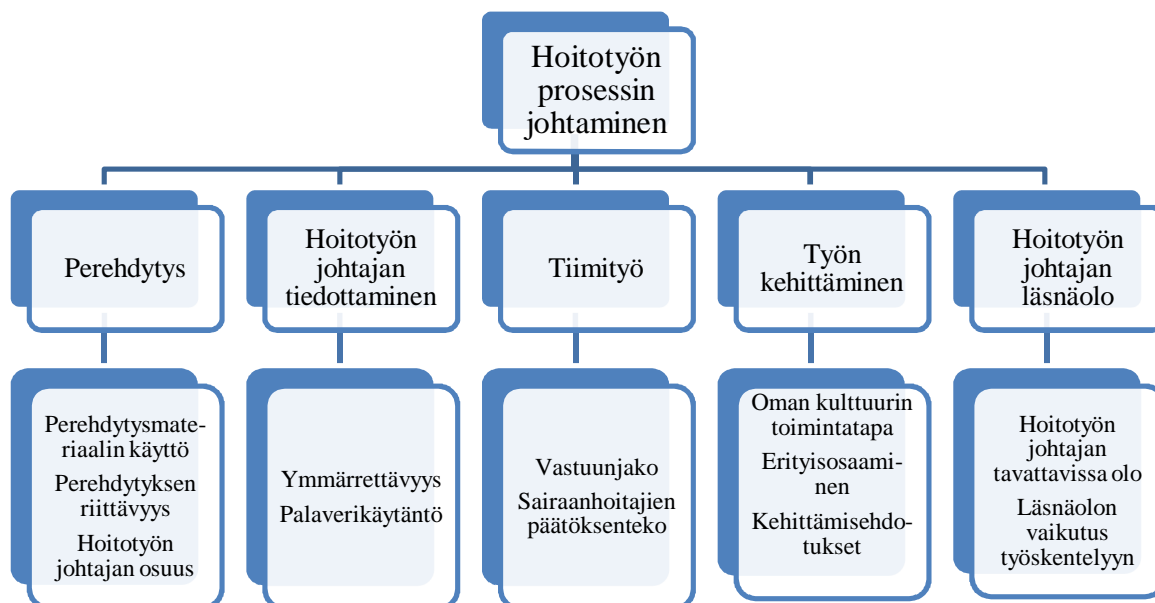 Hoitotyön
prosessin
johtaminen
Perehdytys
Hoitotyön
johtajan
tiedottaminen
Tiimityö
Työn
kehittäminen
Hoitotyön
johtajan
läsnäolo
Perehdytysmate-
riaalin käyttö
Perehdytyksen
riittävyys
Hoitotyön
johtajan osuus
Ymmärrettävyys
Palaverikäytäntö
Vastuunjako
Sairaanhoitajien
päätöksenteko
Oman kulttuurin
toimintatapa
Erityisosaami-
nen
Kehittämisehdo-
tukset
Hoitotyön
johtajan
tavattavissa olo
Läsnäolon
vaikutus
työskentelyyn